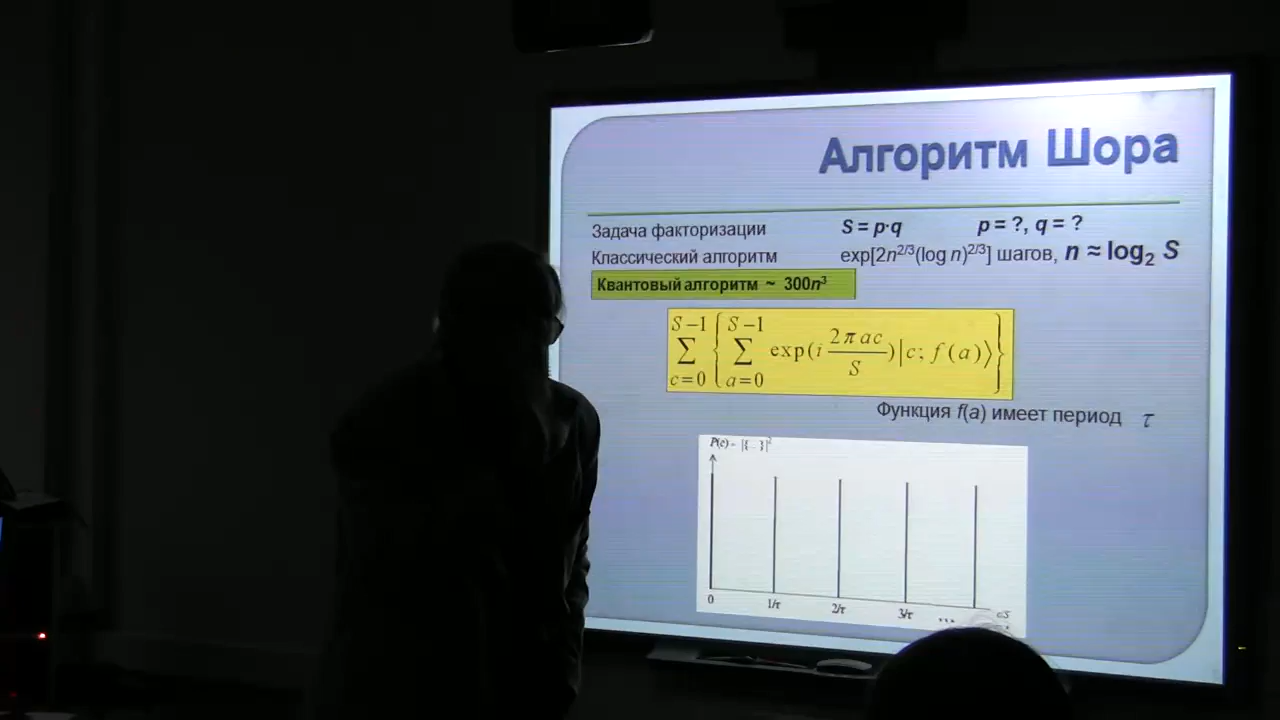 Алгоритм Шора
Задача факторизации S = p·q p = ?, q = ?
Классический алгоритм exp[2n^{2/3}(log n)^{2/3}] шагов, n ≈ log₂ S
Квантовый алгоритм ~ 300n³
S−1 S−1
∑ { ∑ exp(i 2πac/S)|c; f(a)⟩ }
c=0 a=0
Функция f(a) имеет период τ
P(c) = |{...}|²
0 1/τ 2/τ 3/τ ... c/S